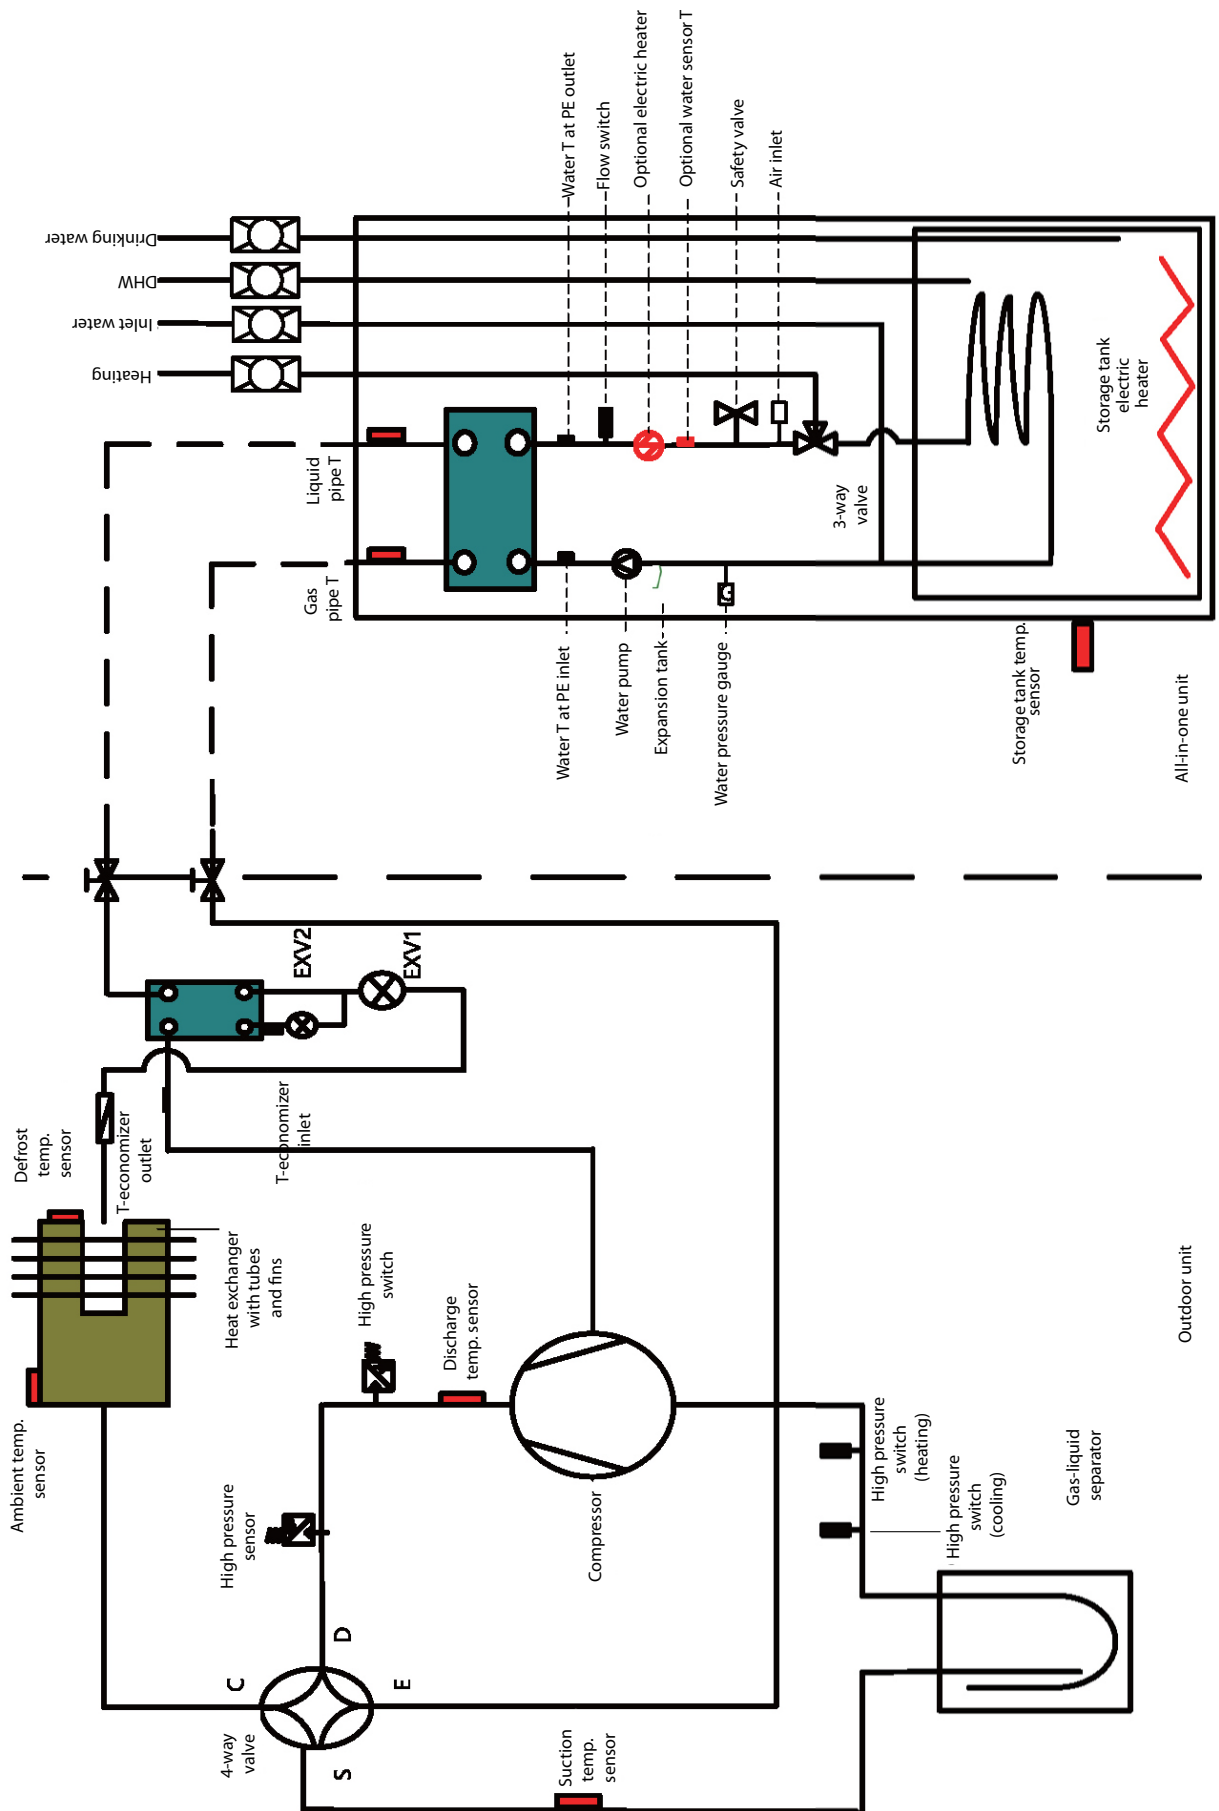 Ambient temp.
sensor
Defrost
temp.
sensor
T-economizer
outlet
Heat exchanger
with tubes
and fins
T-economizer
inlet
EXV2
EXV1
High pressure
sensor
High pressure
switch
Discharge
temp. sensor
4-way
valve
C
D
E
S
Suction
temp.
sensor
Compressor
High pressure
switch
(heating)
High pressure
switch
(cooling)
Gas-liquid
separator
Outdoor unit
Drinking water
DHW
Inlet water
Heating
Liquid
pipe T
Gas
pipe T
Water T at PE outlet
Flow switch
Optional electric heater
Optional water sensor T
Safety valve
Air inlet
Water T at PE inlet
Water pump
Expansion tank
Water pressure gauge
G
3-way
valve
Storage tank
electric
heater
Storage tank temp.
sensor
All-in-one unit